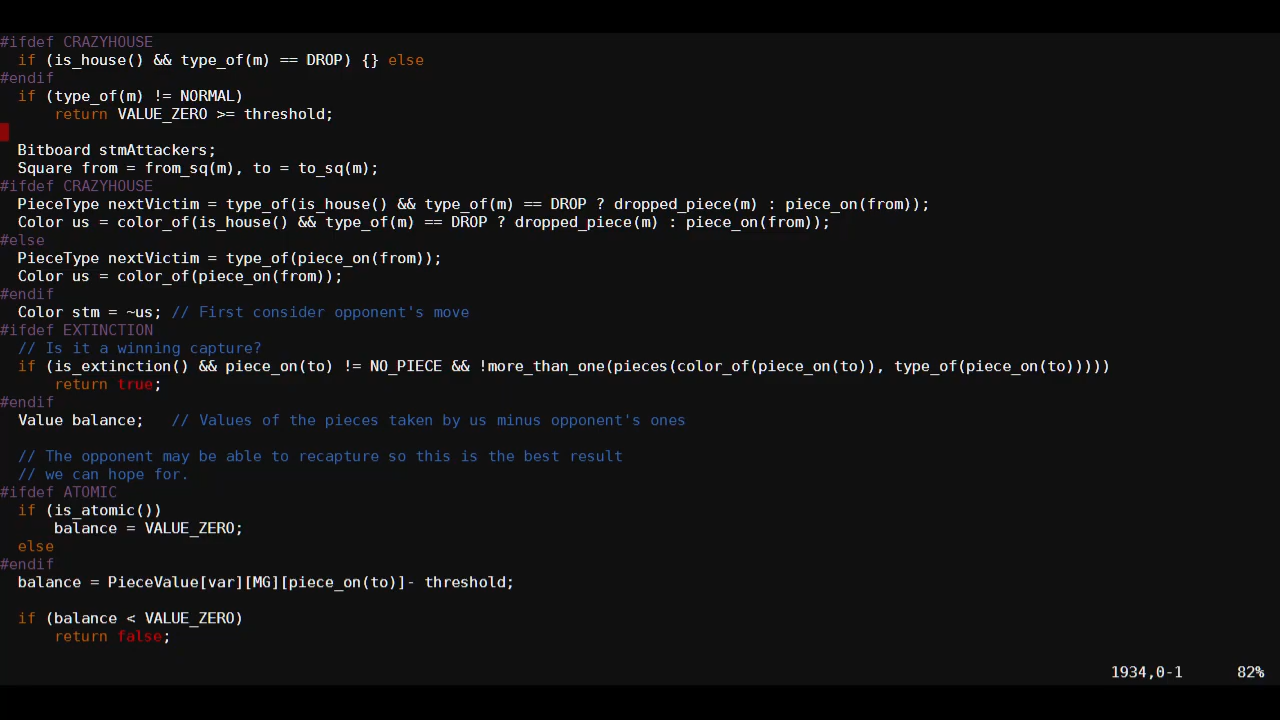 #ifdef CRAZYHOUSE
  if (is_house() && type_of(m) == DROP) {} else
#endif
  if (type_of(m) != NORMAL)
      return VALUE_ZERO >= threshold;

  Bitboard stmAttackers;
  Square from = from_sq(m), to = to_sq(m);
#ifdef CRAZYHOUSE
  PieceType nextVictim = type_of(is_house() && type_of(m) == DROP ? dropped_piece(m) : piece_on(from));
  Color us = color_of(is_house() && type_of(m) == DROP ? dropped_piece(m) : piece_on(from));
#else
  PieceType nextVictim = type_of(piece_on(from));
  Color us = color_of(piece_on(from));
#endif
  Color stm = ~us; // First consider opponent's move
#ifdef EXTINCTION
  // Is it a winning capture?
  if (is_extinction() && piece_on(to) != NO_PIECE && !more_than_one(pieces(color_of(piece_on(to)), type_of(piece_on(to)))))
      return true;
#endif
  Value balance;   // Values of the pieces taken by us minus opponent's ones

  // The opponent may be able to recapture so this is the best result
  // we can hope for.
#ifdef ATOMIC
  if (is_atomic())
      balance = VALUE_ZERO;
  else
#endif
  balance = PieceValue[var][MG][piece_on(to)]- threshold;

  if (balance < VALUE_ZERO)
      return false;

1934,0-1      82%